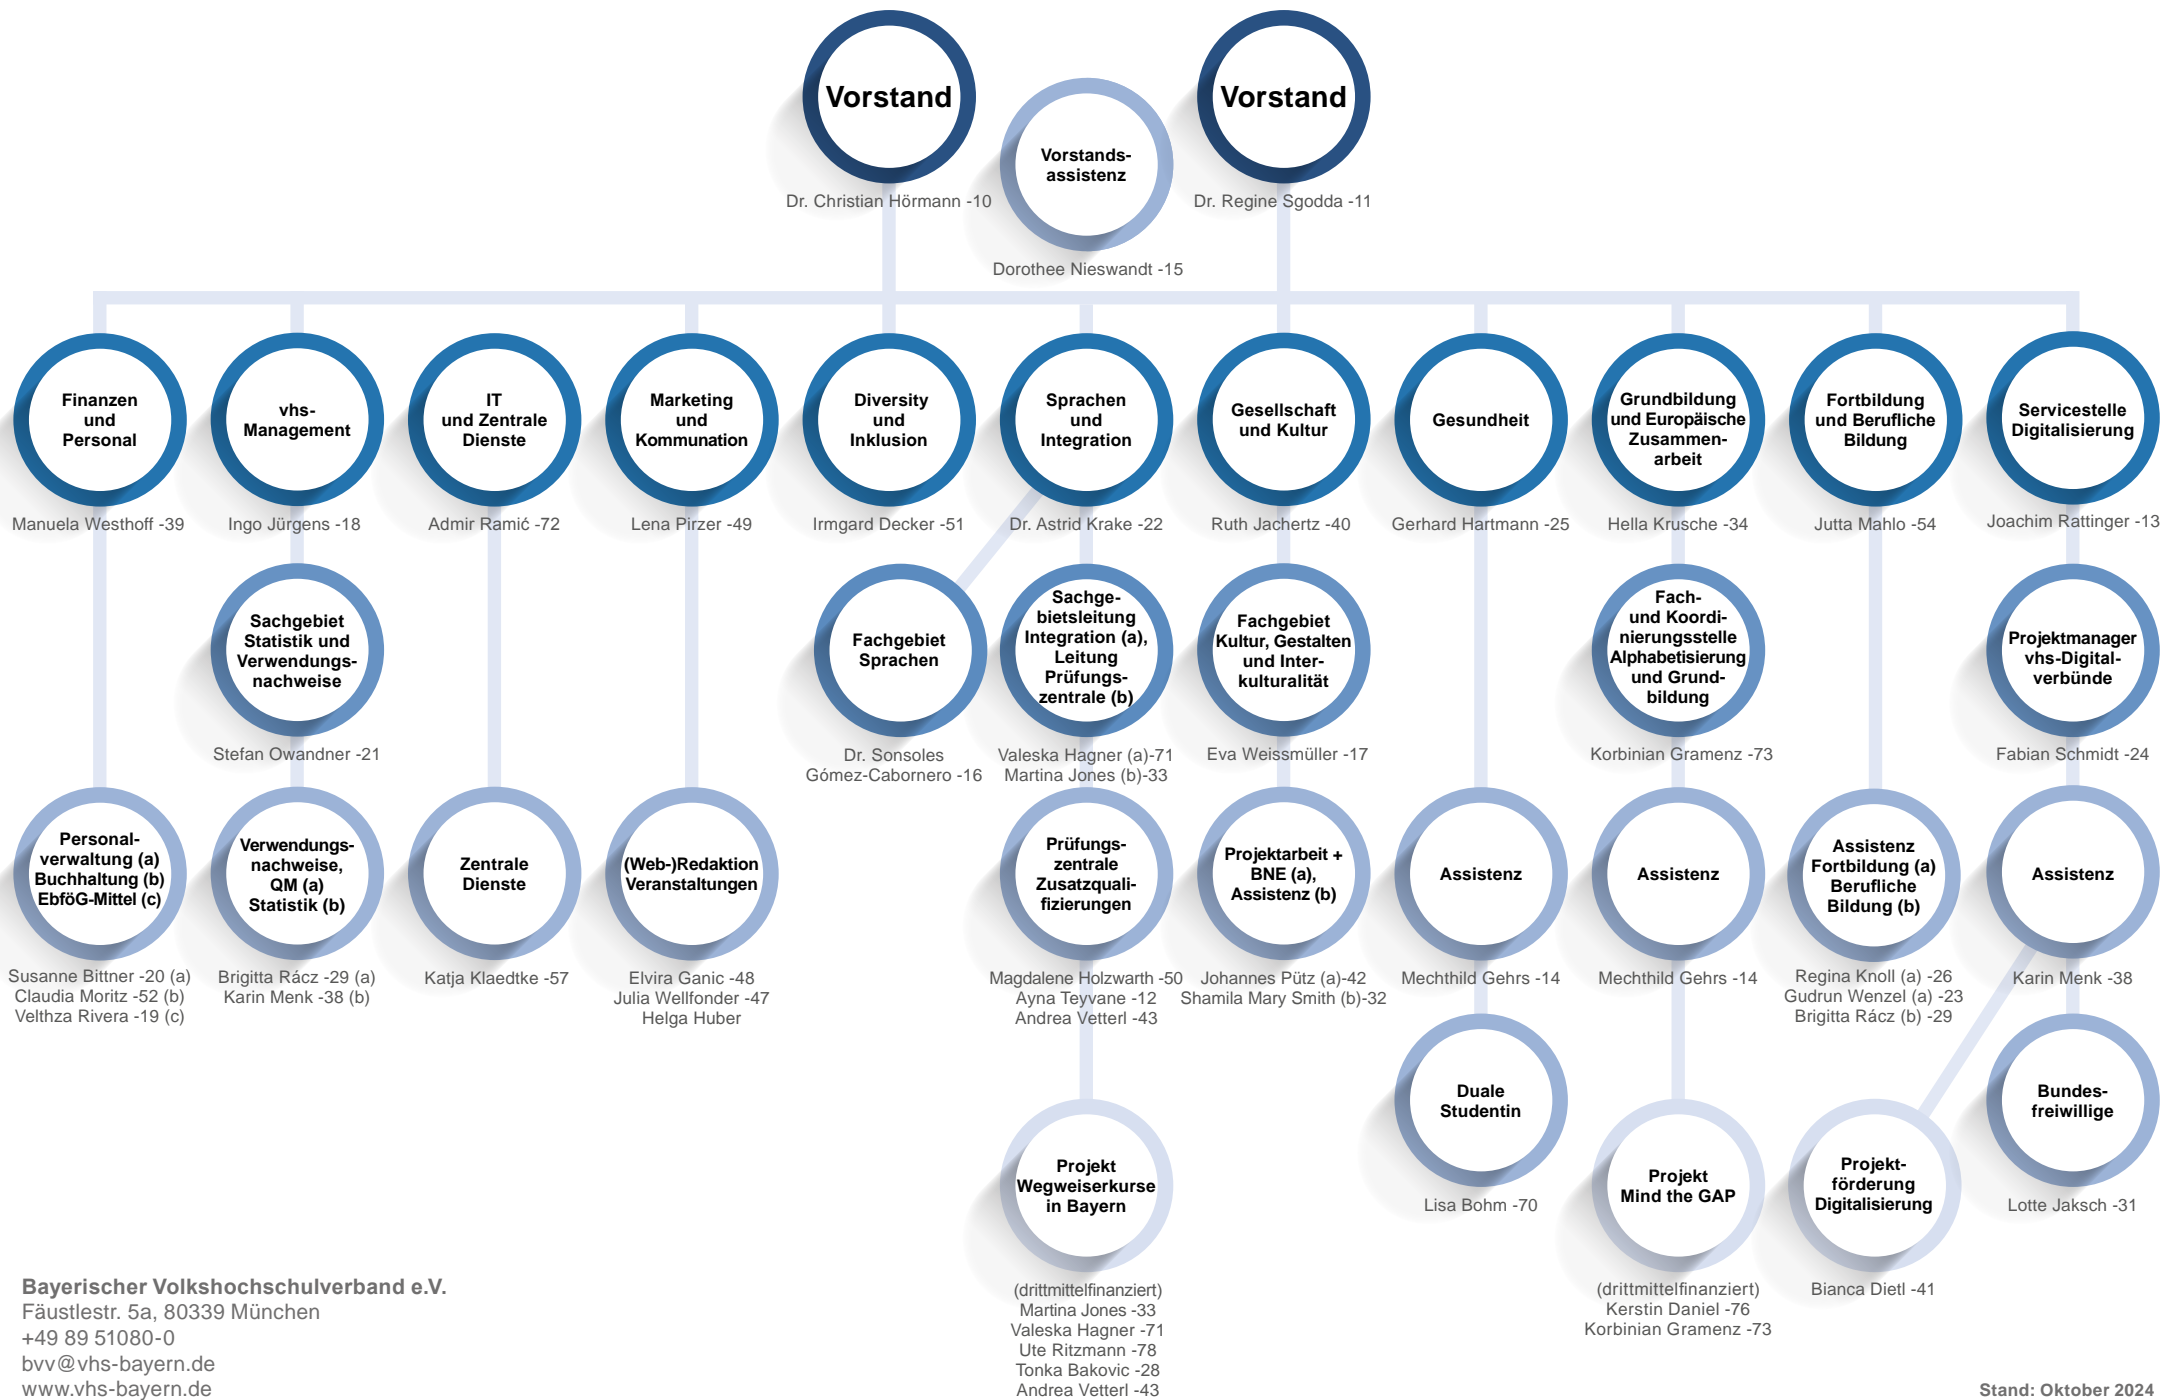 Vorstand
Dr. Christian Hörmann -10
Vorstands-
assistenz
Dorothee Nieswandt -15
Vorstand
Dr. Regine Sgodda -11
Finanzen
und
Personal
Manuela Westhoff -39
vhs-
Management
Ingo Jürgens -18
IT
und Zentrale
Dienste
Admir Ramić -72
Marketing
und
Kommunation
Lena Pirzer -49
Diversity
und
Inklusion
Irmgard Decker -51
Sprachen
und
Integration
Dr. Astrid Krake -22
Gesellschaft
und Kultur
Ruth Jachertz -40
Gesundheit
Gerhard Hartmann -25
Grundbildung
und Europäische
Zusammen-
arbeit
Hella Krusche -34
Fortbildung
und Berufliche
Bildung
Jutta Mahlo -54
Servicestelle
Digitalisierung
Joachim Rattinger -13
Sachgebiet
Statistik und
Verwendungs-
nachweise
Stefan Owandner -21
Fachgebiet
Sprachen
Dr. Sonsoles
Gómez-Cabornero -16
Sachge-
bietsleitung
Integration (a),
Leitung
Prüfungs-
zentrale (b)
Valeska Hagner (a)-71
Martina Jones (b)-33
Fachgebiet
Kultur, Gestalten
und Inter-
kulturalität
Eva Weissmüller -17
Fach-
und Koordi-
nierungsstelle
Alphabetisierung
und Grund-
bildung
Korbinian Gramenz -73
Projektmanager
vhs-Digital-
verbünde
Fabian Schmidt -24
Personal-
verwaltung (a)
Buchhaltung (b)
EbföG-Mittel (c)
Susanne Bittner -20 (a)
Claudia Moritz -52 (b)
Velthza Rivera -19 (c)
Verwendungs-
nachweise,
QM (a)
Statistik (b)
Brigitta Rácz -29 (a)
Karin Menk -38 (b)
Zentrale
Dienste
Katja Klaedtke -57
(Web-)Redaktion
Veranstaltungen
Elvira Ganic -48
Julia Wellfonder -47
Helga Huber
Prüfungs-
zentrale
Zusatzquali-
fizierungen
Magdalene Holzwarth -50
Ayna Teyvane -12
Andrea Vetterl -43
Projektarbeit +
BNE (a),
Assistenz (b)
Johannes Pütz (a)-42
Shamila Mary Smith (b)-32
Assistenz
Mechthild Gehrs -14
Assistenz
Mechthild Gehrs -14
Assistenz
Fortbildung (a)
Berufliche
Bildung (b)
Regina Knoll (a) -26
Gudrun Wenzel (a) -23
Brigitta Rácz (b) -29
Assistenz
Karin Menk -38
Duale
Studentin
Lisa Bohm -70
Bundes-
freiwillige
Lotte Jaksch -31
Projekt
Wegweiserkurse
in Bayern
(drittmittelfinanziert)
Martina Jones -33
Valeska Hagner -71
Ute Ritzmann -78
Tonka Bakovic -28
Andrea Vetterl -43
Projekt
Mind the GAP
(drittmittelfinanziert)
Kerstin Daniel -76
Korbinian Gramenz -73
Projekt-
förderung
Digitalisierung
Bianca Dietl -41
Bayerischer Volkshochschulverband e.V.
Fäustlestr. 5a, 80339 München
+49 89 51080-0
bvv@vhs-bayern.de
www.vhs-bayern.de
Stand: Oktober 2024